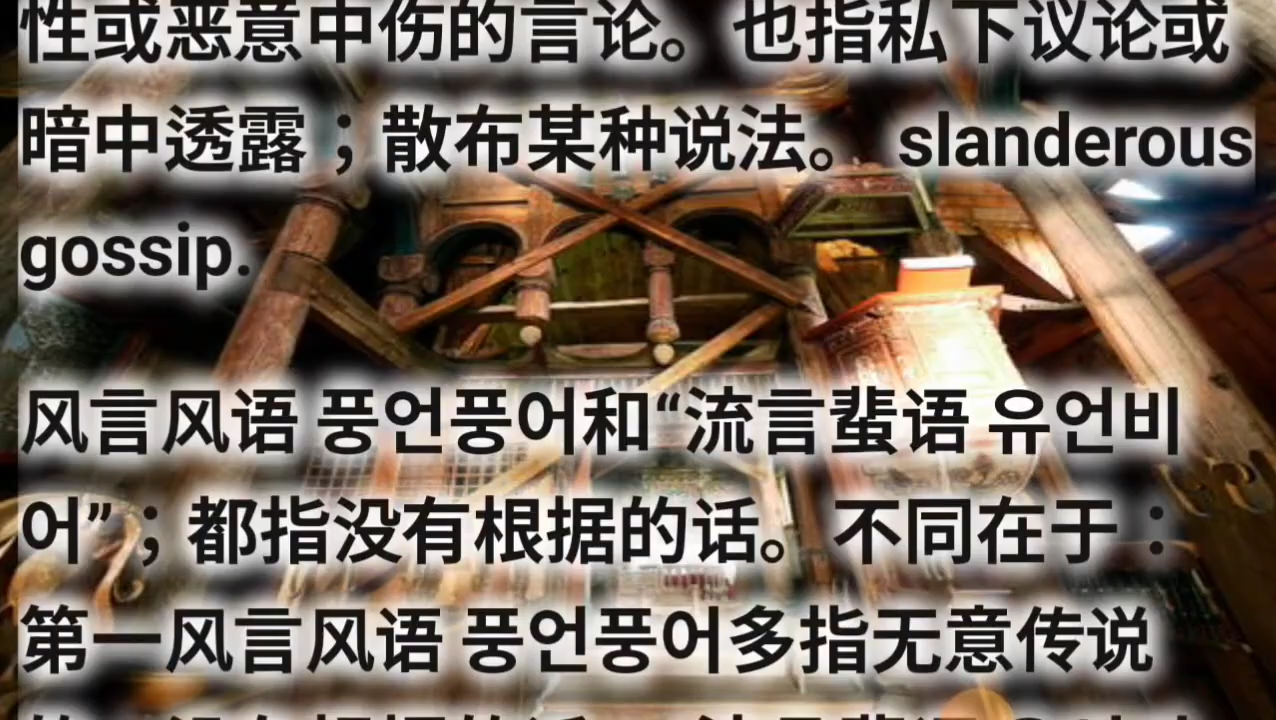 性或恶意中伤的言论。 也指私下议论或
暗中透露；散布某种说法。 slanderous
gossip.
风言风语 풍언풍어和“流言蜚语 유언비
어”；都指没有根据的话。 不同在于：
第一风言风语 풍언풍어多指无意传说